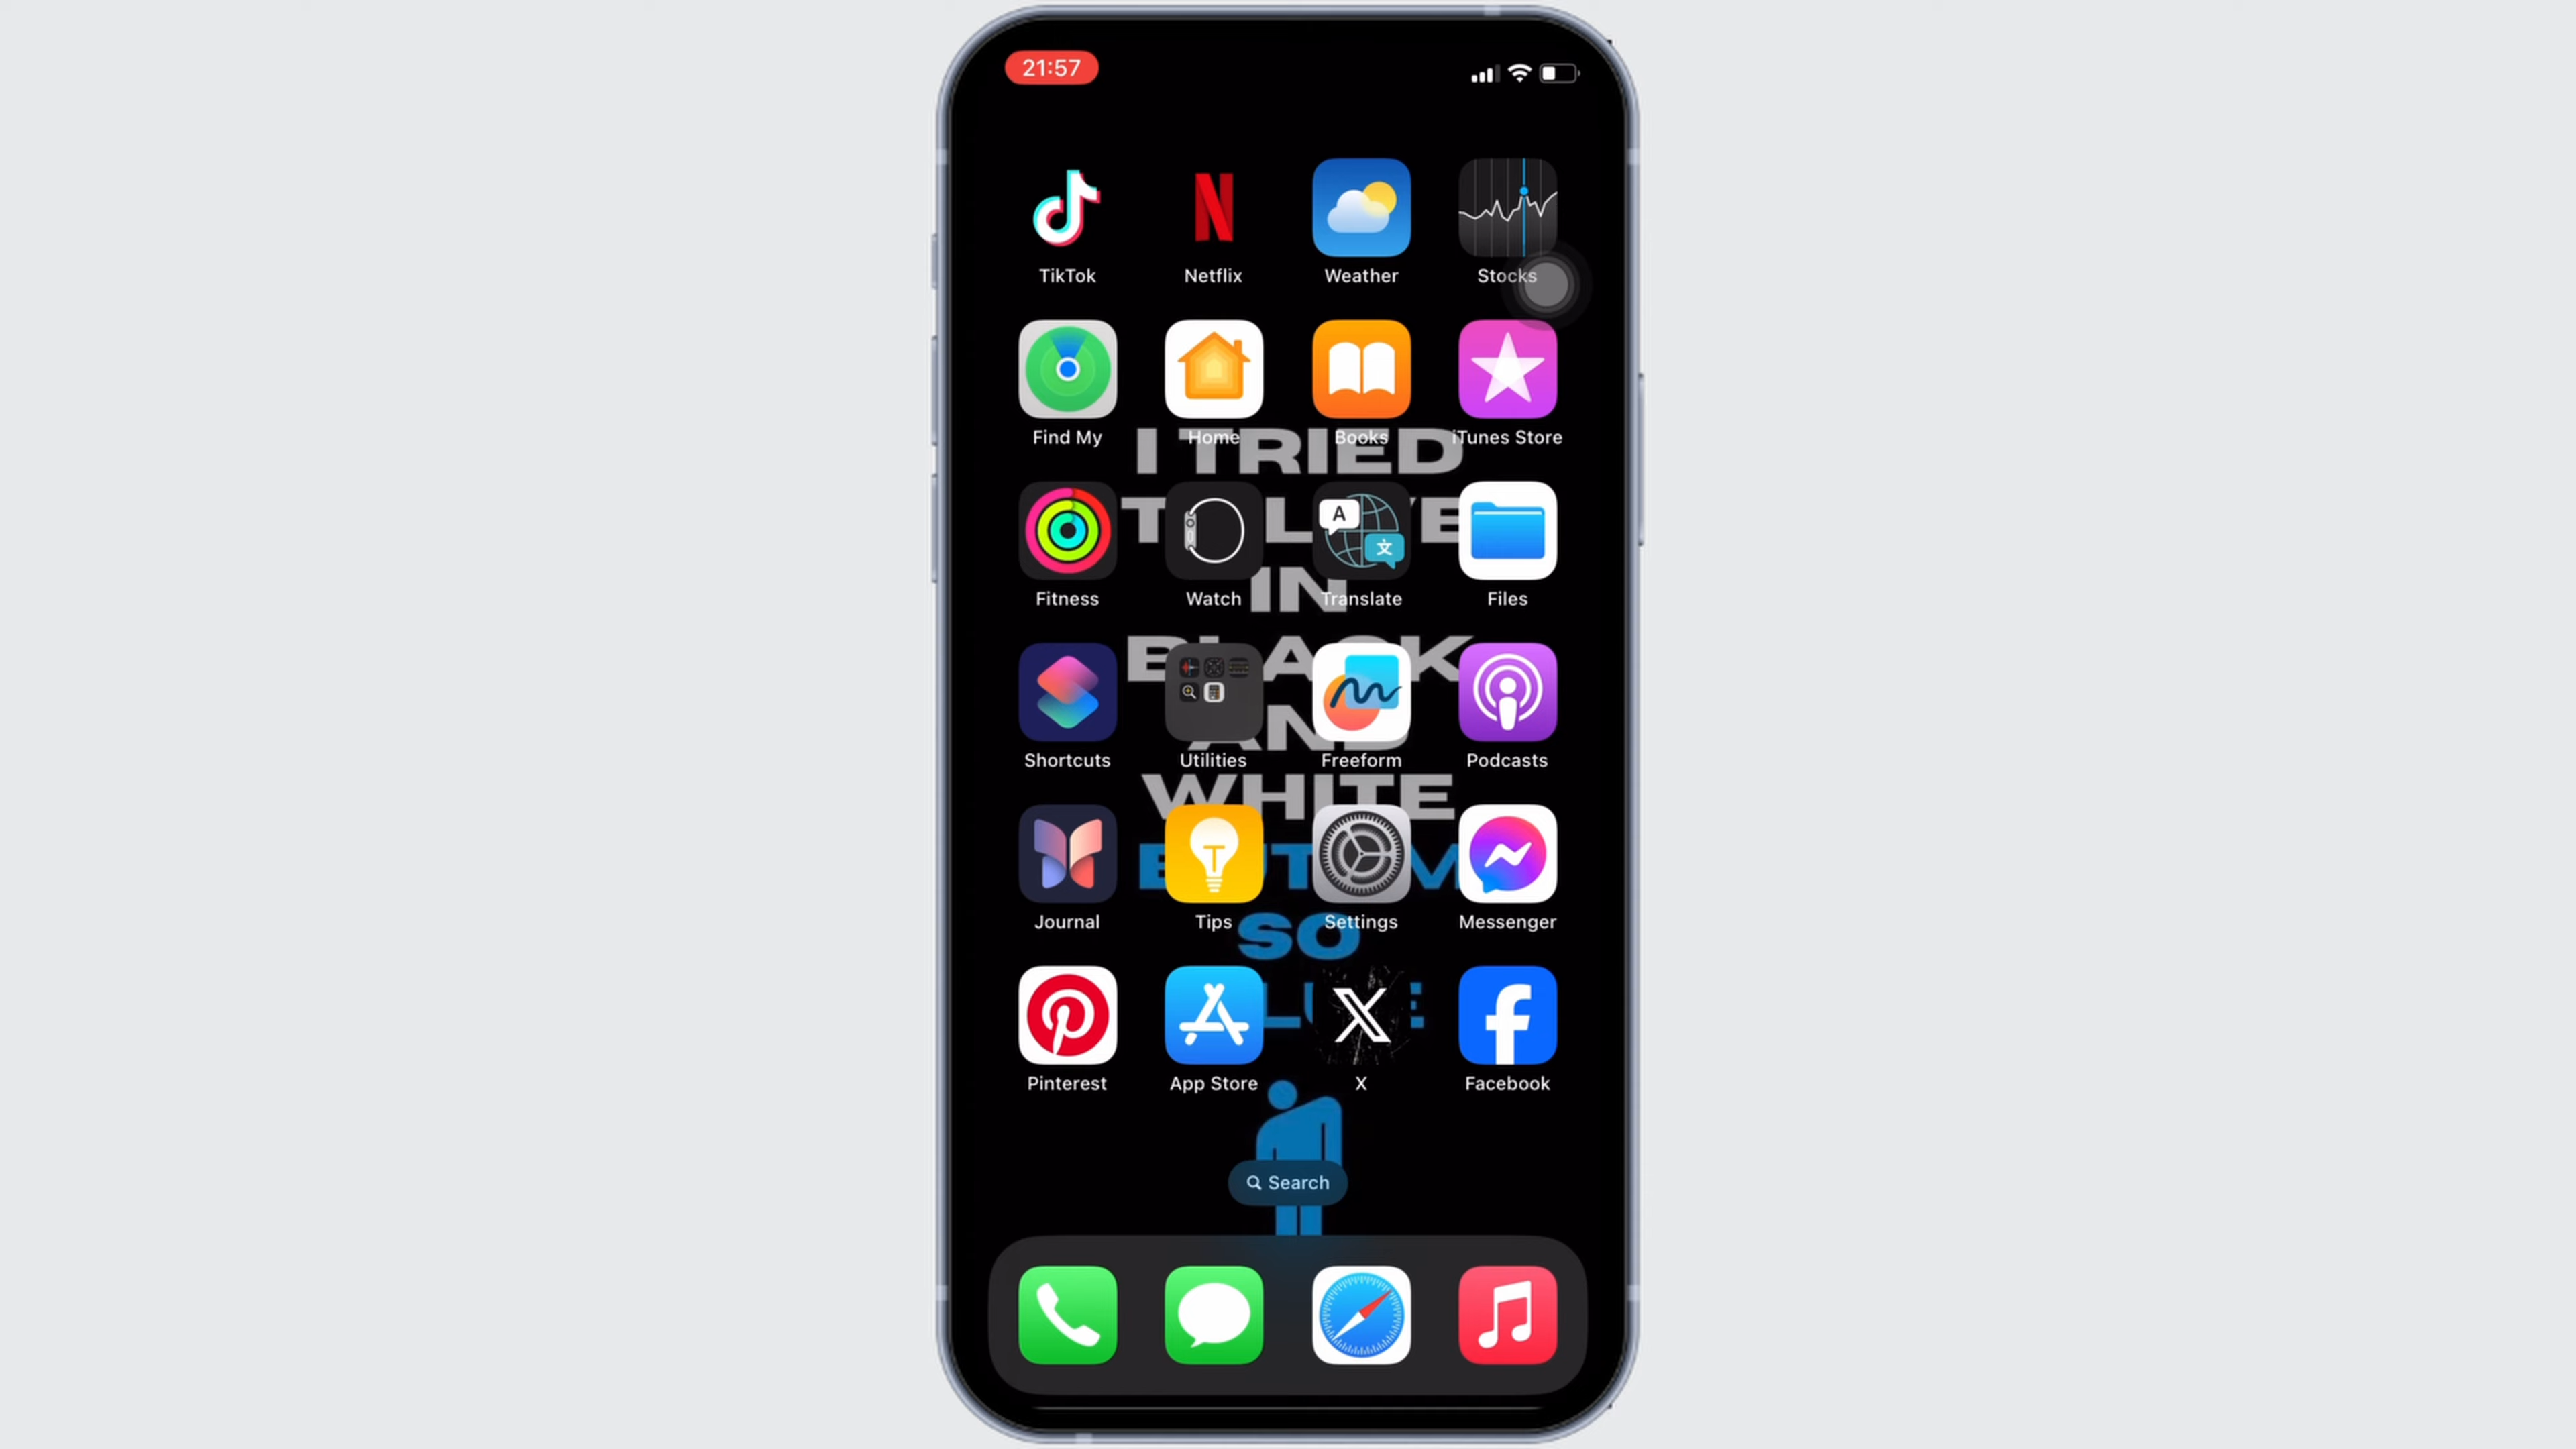 21:57
TikTok Netflix Weather Stocks
Find My Home Books iTunes Store
I TRIED
Fitness Watch Translate Files
IN
Shortcuts Utilities Freeform Podcasts
WHITE
Journal Tips Settings Messenger
SO
Pinterest App Store X Facebook
Search